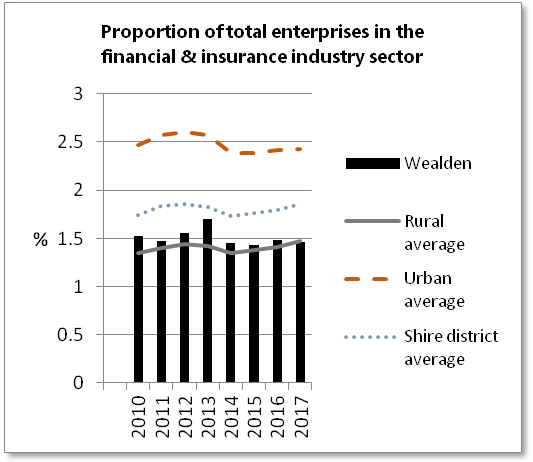 Proportion of total enterprises in the
financial & insurance industry sector
3
2.5
2
1.5
1
0.5
0
%
2010
2011
2012
2013
2014
2015
2016
2017
Wealden
Rural
average
Urban
average
Shire district
average